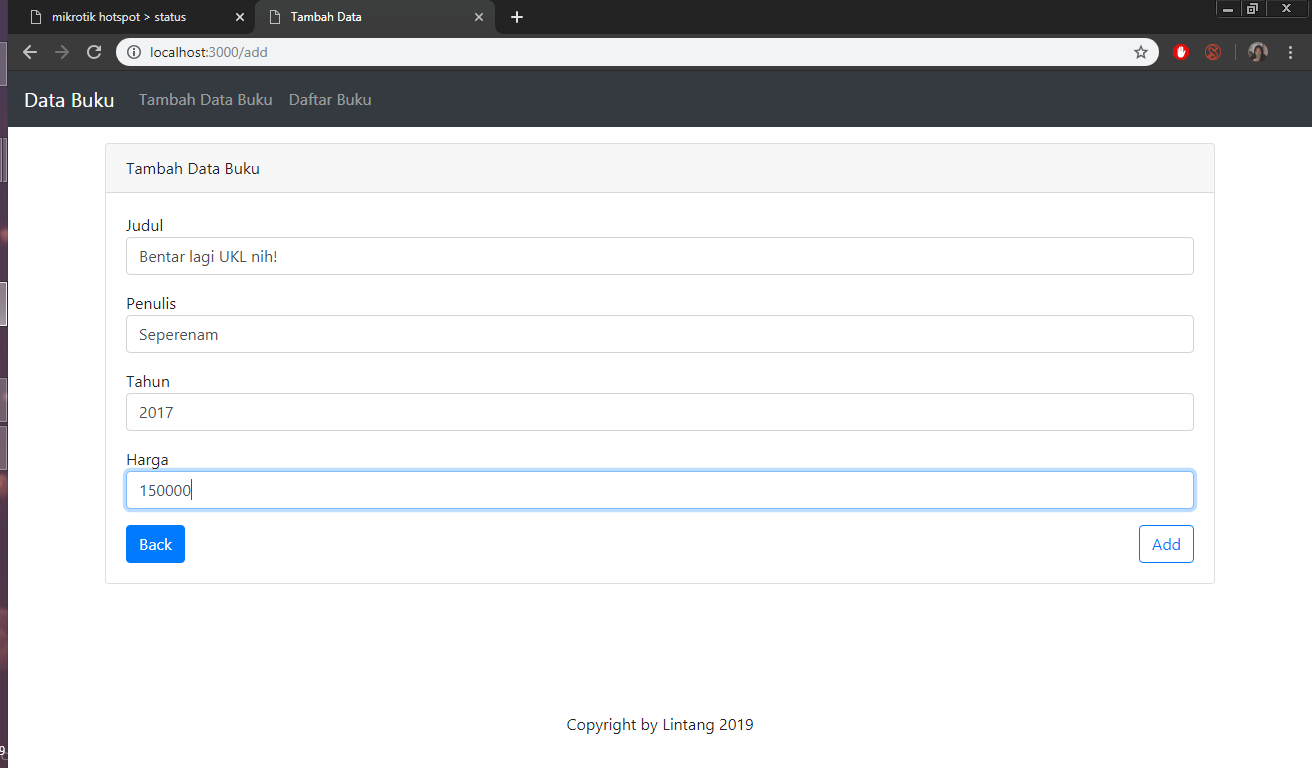 mikrotik hotspot > status
Tambah Data
localhost:3000/add
Data Buku Tambah Data Buku Daftar Buku
Tambah Data Buku
Judul
Bentar lagi UKL nih!
Penulis
Seperenam
Tahun
2017
Harga
150000
Back Add
Copyright by Lintang 2019